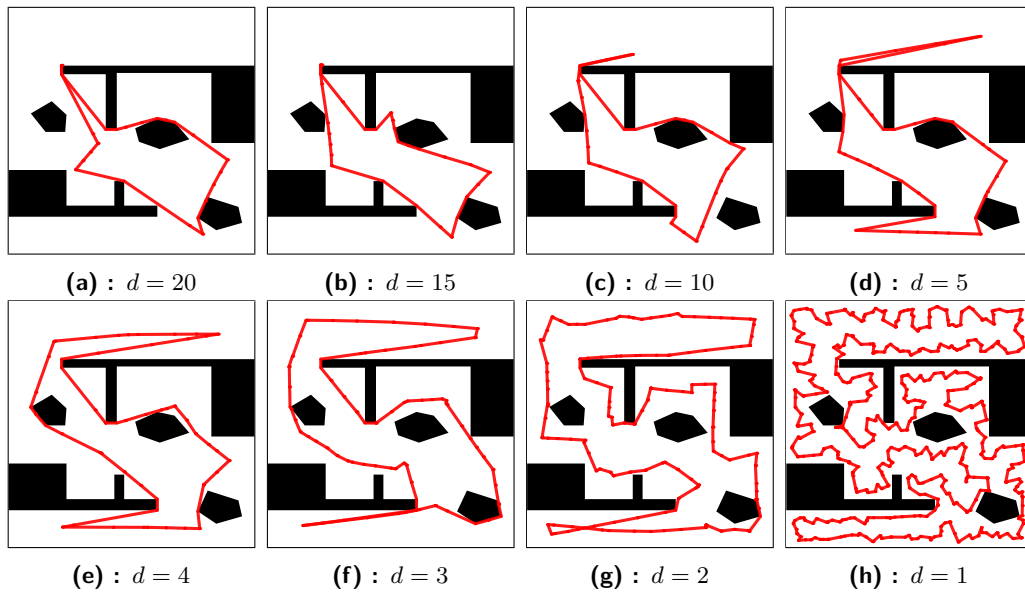 (a) : d = 20
(b) : d = 15
(c) : d = 10
(d) : d = 5
(e) : d = 4
(f) : d = 3
(g) : d = 2
(h) : d = 1